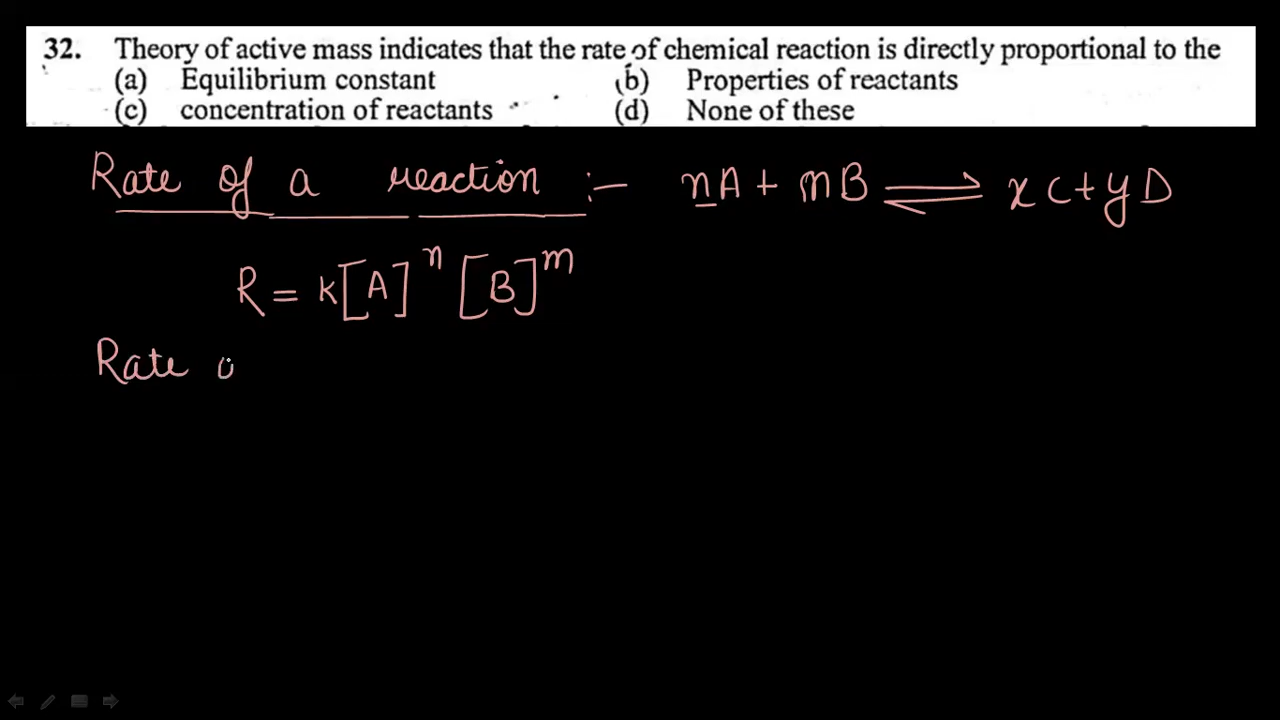 32. Theory of active mass indicates that the rate of chemical reaction is directly proportional to the
(a) Equilibrium constant (b) Properties of reactants
(c) concentration of reactants (d) None of these
Rate of a reaction :- nA + mB ⇌ xC + yD
R = K[A]ⁿ [B]ᵐ
Rate